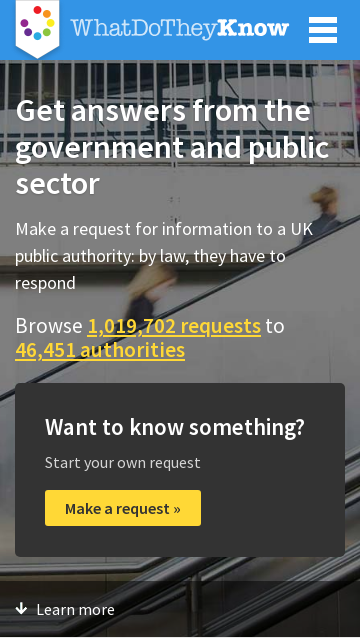 WhatDoTheyKnow
Get answers from the
government and public
sector
Make a request for information to a UK
public authority: by law, they have to
respond
Browse 1,019,702 requests to
46,451 authorities
Want to know something?
Start your own request
Make a request »
Learn more